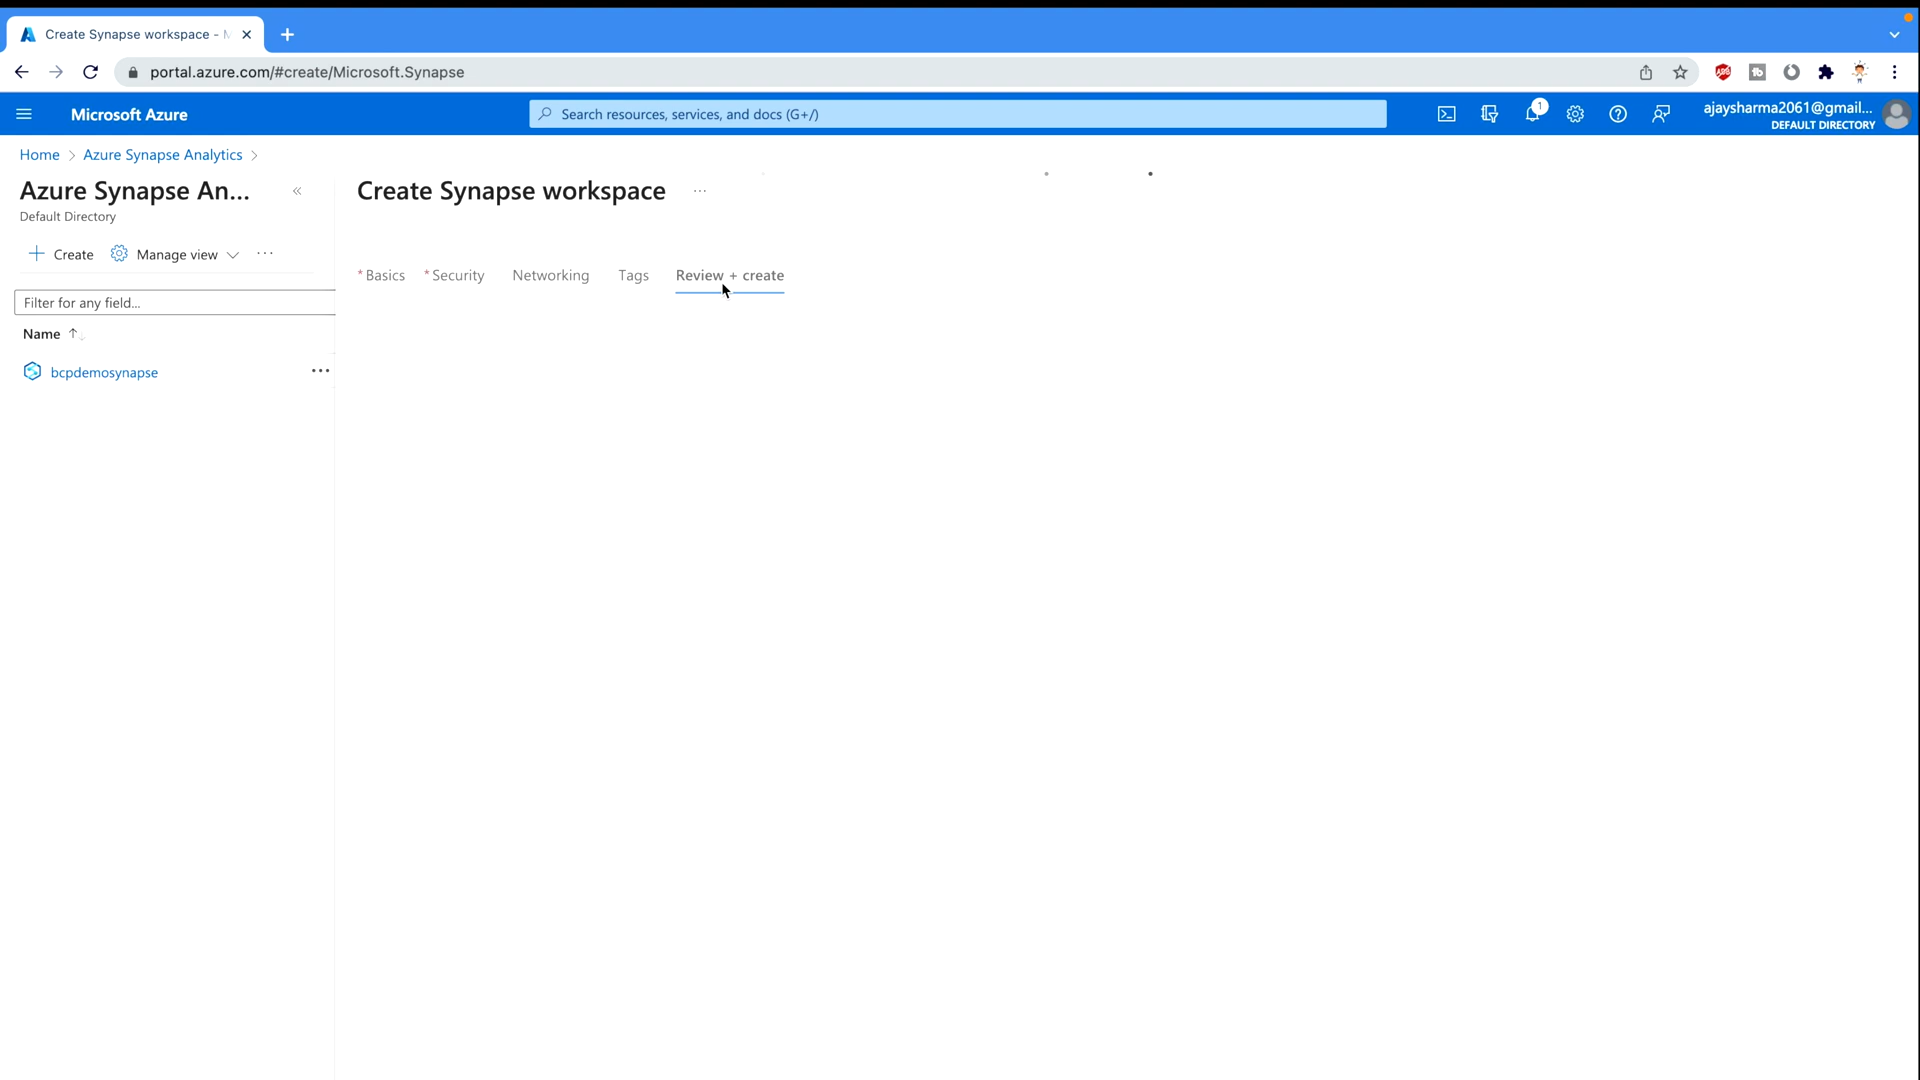 Create Synapse workspace - M
portal.azure.com/#create/Microsoft.Synapse
Microsoft Azure
Search resources, services, and docs (G+/)
1
ajaysharma2061@gmail...
DEFAULT DIRECTORY
Home > Azure Synapse Analytics >
Azure Synapse An...
Default Directory
Create Synapse workspace ...
+ Create Manage view ...
* Basics * Security Networking Tags Review + create
Filter for any field...
Name ↑
bcpdemosynapse ...